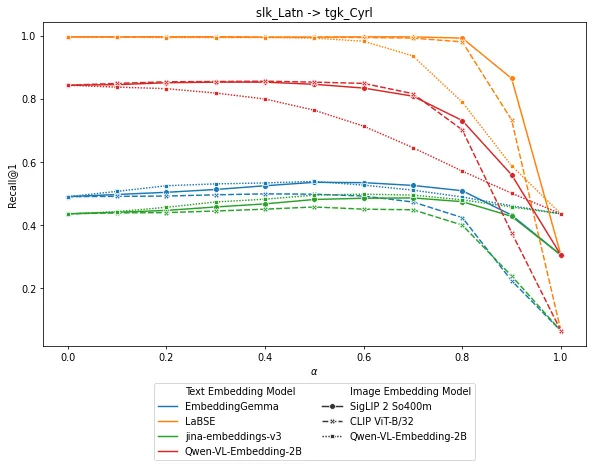 slk_Latn -> tgk_Cyrl
Recall@1
1.0
0.8
0.6
0.4
0.2
0.0 0.2 0.4 0.6 0.8 1.0
α
Text Embedding Model Image Embedding Model
EmbeddingGemma SigLIP 2 So400m
LaBSE CLIP ViT-B/32
jina-embeddings-v3 Qwen-VL-Embedding-2B
Qwen-VL-Embedding-2B